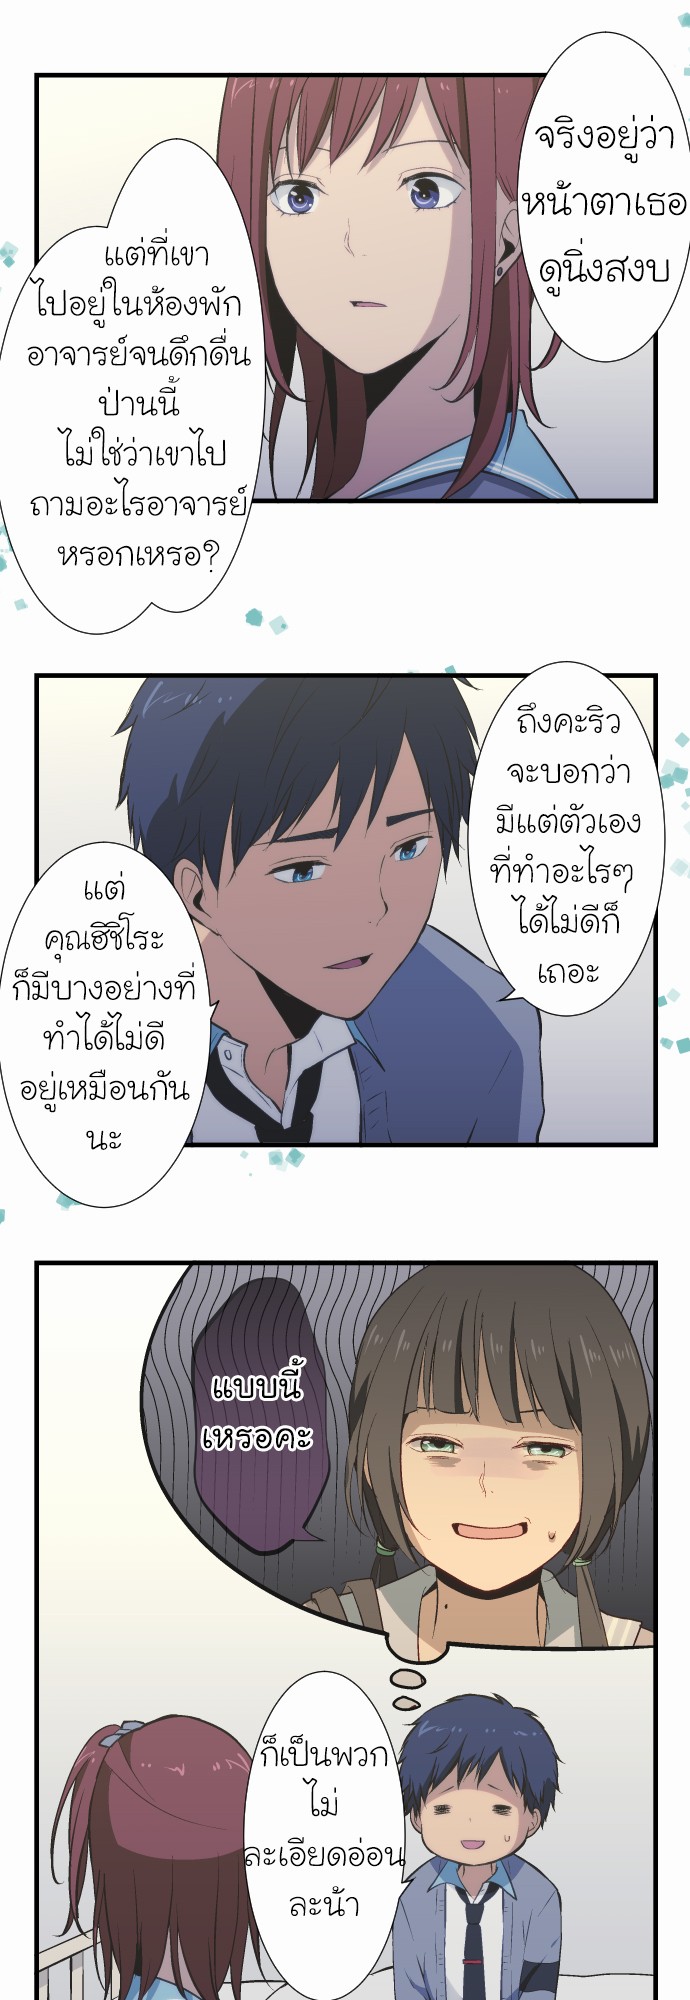 จริงอยู่ว่า
หน้าตาเธอ
ดูนิ่งสงบ
แต่ที่เขา
ไปอยู่ในห้องพัก
อาจารย์จนดึกดื่น
ป่านนี้
ไม่ใช่ว่าเขาไป
ถามอะไรอาจารย์
หรอกเหรอ?
ถึงคะริว
จะบอกว่า
มีแต่ตัวเอง
ที่ทำอะไรๆ
ได้ไม่ดีก็
เถอะ
แต่
คุณฮิชิโระ
ก็มีบางอย่างที่
ทำได้ไม่ดี
อยู่เหมือนกัน
นะ
แบบนี้
เหรอคะ
ก็เป็นพวก
ไม่
ละเอียดอ่อน
ละน้า